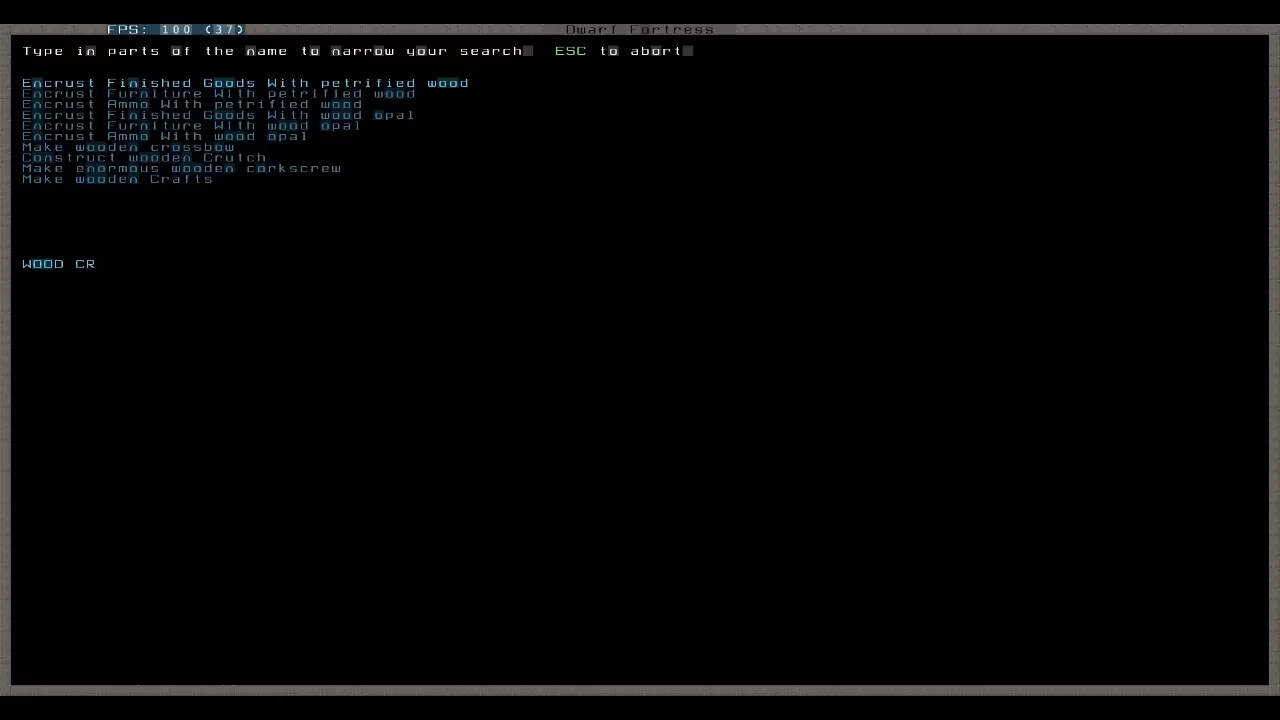 FPS: 100 (37) Dwarf Fortress
Type in parts of the name to narrow your search. ESC to abort.
Encrust Finished Goods With petrified wood
Encrust Furniture With petrified wood
Encrust Ammo With petrified wood
Encrust Finished Goods With wood opal
Encrust Furniture With wood opal
Encrust Ammo With wood opal
Make wooden crossbow
Construct wooden Crutch
Make enormous wooden corkscrew
Make wooden Crafts
WOOD CR